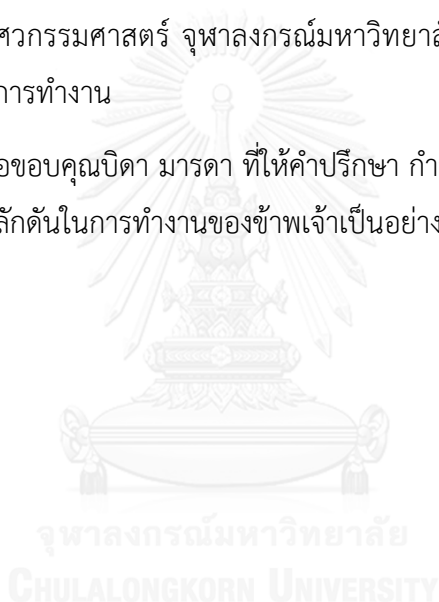 ศวกรรมศาสตร์ จุฬาลงกรณ์มหาวิทยาลั
การทำงาน
อขอบคุณบิดา มารดา ที่ให้คำปรึกษา กำ
ลักดันในการทำงานของข้าพเจ้าเป็นอย่าง
จุฬาลงกรณ์มหาวิทยาลัย
CHULALONGKORN UNIVERSITY